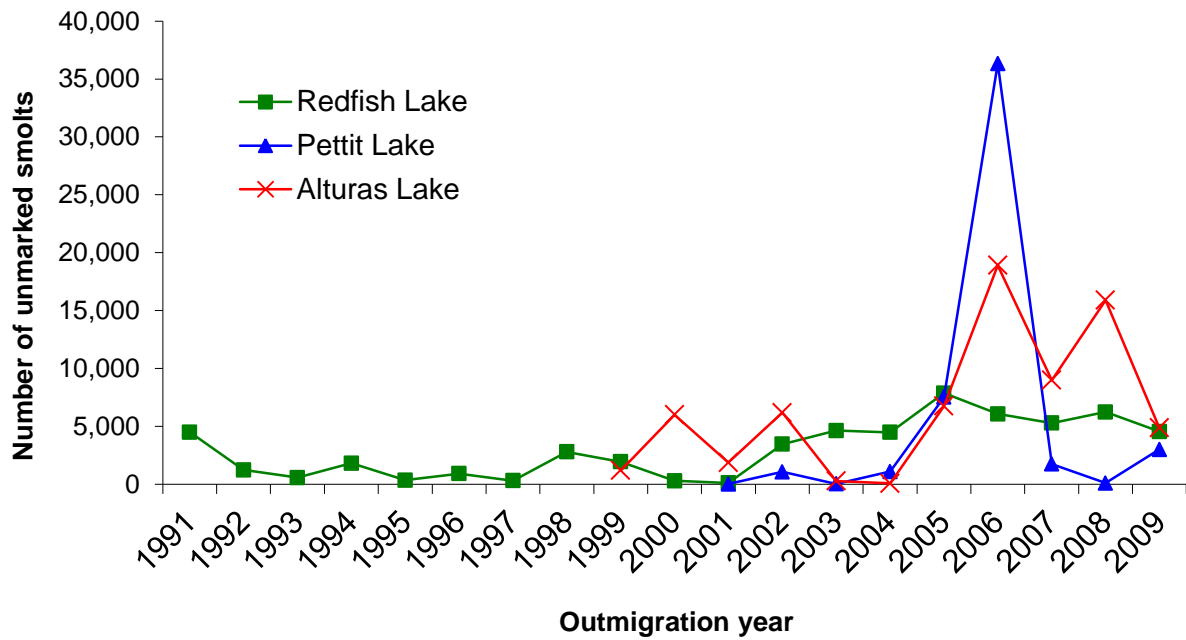 40,000
35,000
30,000
25,000
20,000
15,000
10,000
5,000
0
Number of unmarked smolts
Redfish Lake
Pettit Lake
Alturas Lake
1991 1992 1993 1994 1995 1996 1997 1998 1999 2000 2001 2002 2003 2004 2005 2006 2007 2008 2009
Outmigration year